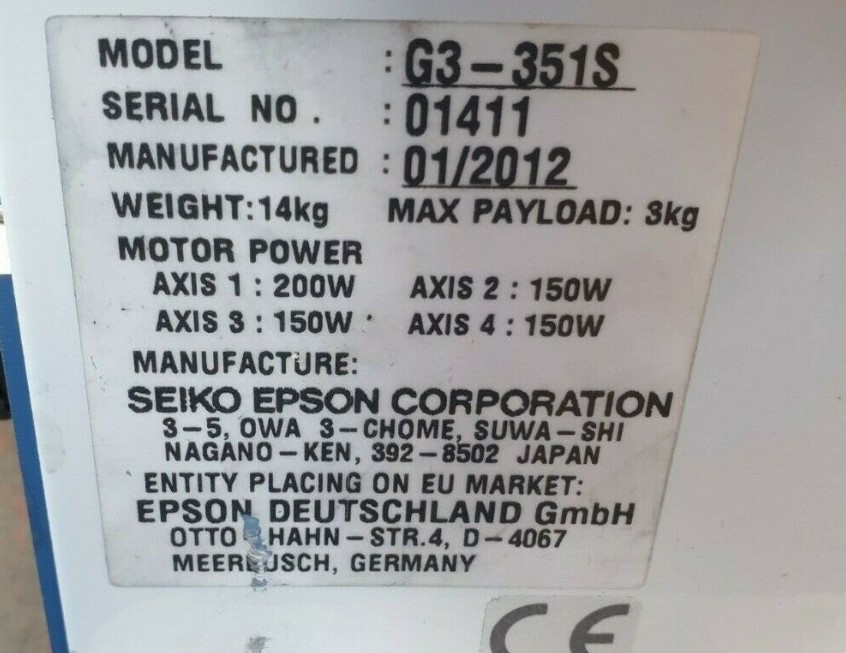 MODEL : G3-351S
SERIAL NO. : 01411
MANUFACTURED : 01/2012
WEIGHT:14kg MAX PAYLOAD: 3kg
MOTOR POWER
AXIS 1 : 200W AXIS 2 : 150W
AXIS 3 : 150W AXIS 4 : 150W
MANUFACTURE:
SEIKO EPSON CORPORATION
3-5, OWA 3-CHOME, SUWA-SHI
NAGANO-KEN, 392-8502 JAPAN
ENTITY PLACING ON EU MARKET:
EPSON DEUTSCHLAND GmbH
OTTO HAHN-STR.4, D-4067
MEERBUSCH, GERMANY
CE